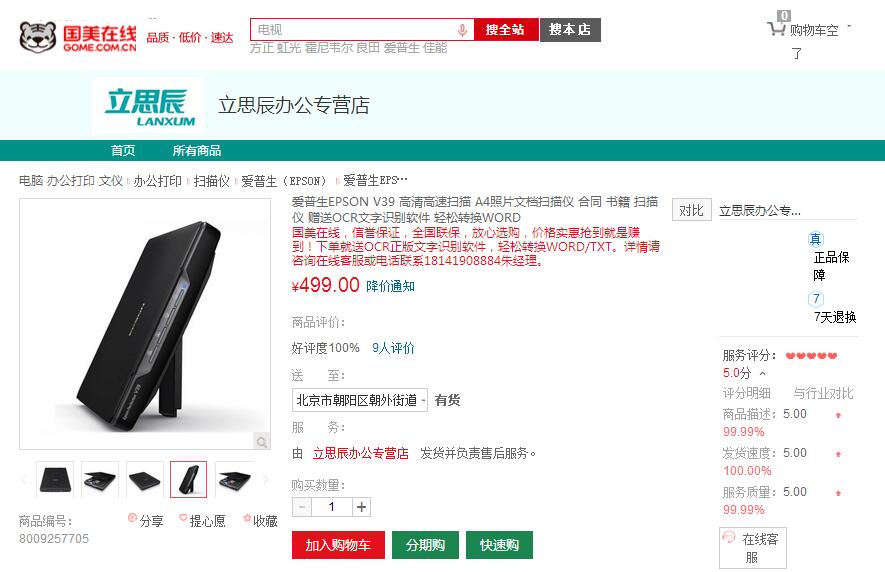 国美在线
GOME.COM.CN
品质·低价·速达
电视
搜全站
搜本店
方正 虹光 霍尼韦尔 良田 爱普生 佳能
0
购物车空
了
立思辰
LANXUM
立思辰办公专营店
首页
所有商品
电脑 办公打印 文仪
办公打印
扫描仪
爱普生（EPSON）
爱普生EPS…
爱普生EPSON V39 高清高速扫描 A4照片文档扫描仪 合同 书籍 扫描
仪 赠送OCR文字识别软件 轻松转换WORD
国美在线，信誉保证，全国联保，放心选购，价格实惠抢到就是赚
到！下单就送OCR正版文字识别软件，轻松转换WORD/TXT。详情请
咨询在线客服或电话联系18141908884朱经理。
¥499.00 降价通知
商品评价：
好评度100% 9人评价
送 至：
北京市朝阳区朝外街道
有货
服 务：
由 立思辰办公专营店 发货并负责售后服务。
购买数量：
- 1 +
加入购物车
分期购
快速购
商品编号：
8009257705
分享
提心愿
收藏
对比
立思辰办公专...
真
正品保
障
7
7天退换
服务评分：
5.0分
评分明细 与行业对比
商品描述： 5.00
99.99%
发货速度： 5.00
100.00%
服务质量： 5.00
99.99%
在线客
服